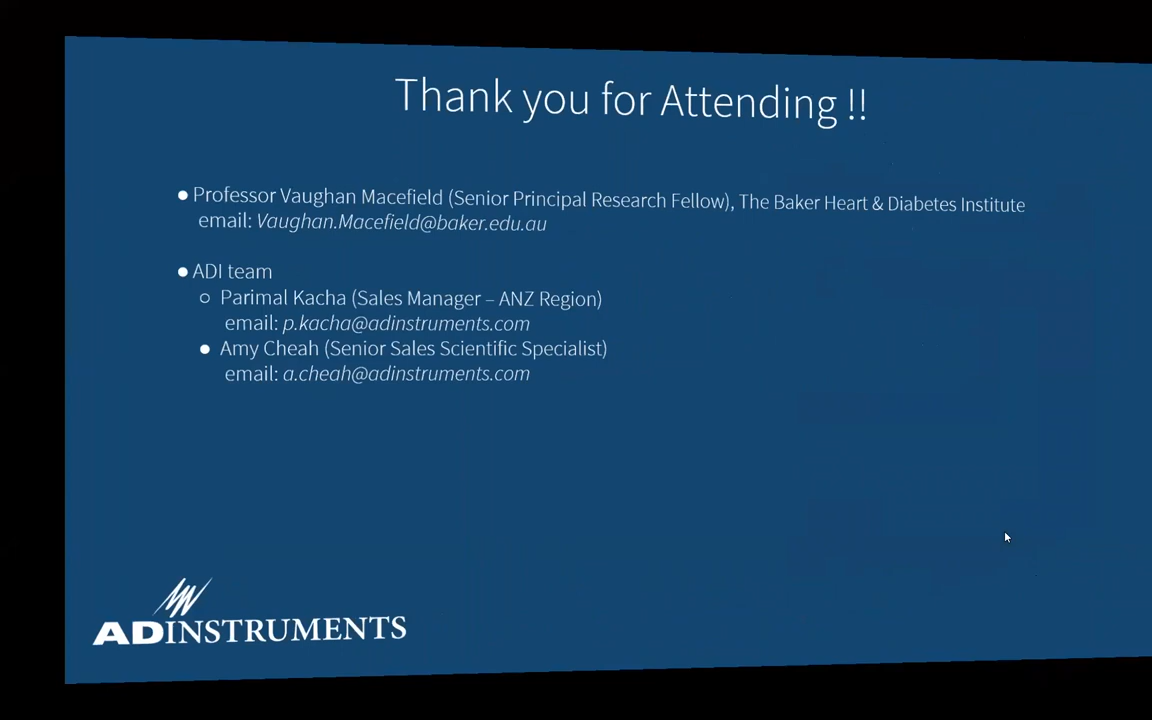 Thank you for Attending !!
● Professor Vaughan Macefield (Senior Principal Research Fellow), The Baker Heart & Diabetes Institute
email: Vaughan.Macefield@baker.edu.au
● ADI team
○ Parimal Kacha (Sales Manager – ANZ Region)
email: p.kacha@adinstruments.com
● Amy Cheah (Senior Sales Scientific Specialist)
email: a.cheah@adinstruments.com
ADINSTRUMENTS